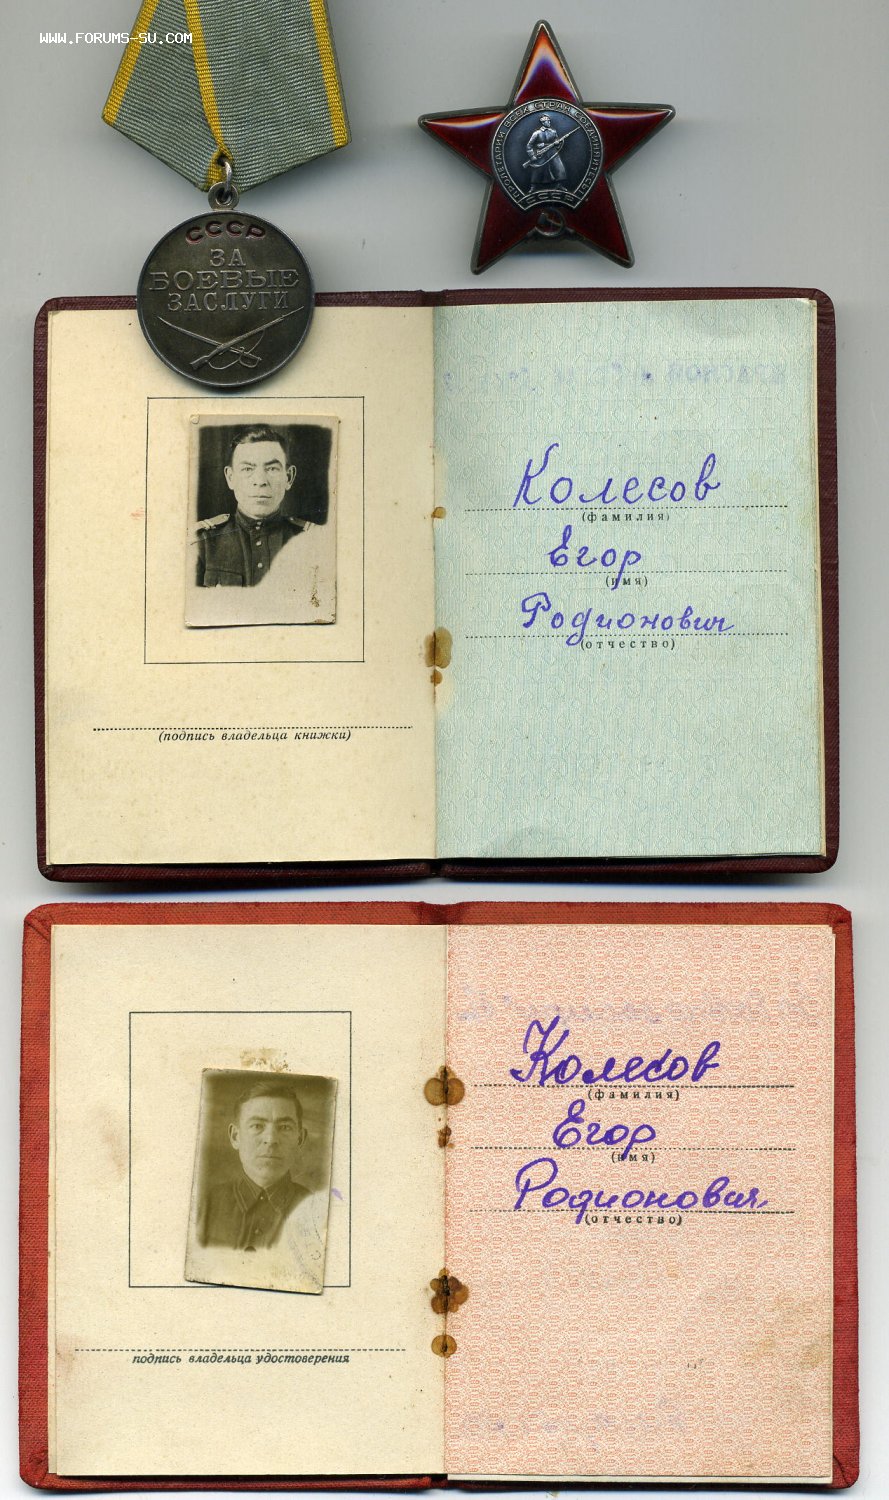 WWW.FORUMS-SU.COM
СССР
ЗА
БОЕВЫЕ
ЗАСЛУГИ
ПРОЛЕТАРИИ ВСЕХ СТРАН СОЕДИНЯЙТЕСЬ!
СССР
Колесов
(фамилия)
Егор
(имя)
Родионович
(отчество)
(подпись владельца книжки)
Колесов
(фамилия)
Егор
(имя)
Родионович
(отчество)
подпись владельца удостоверения